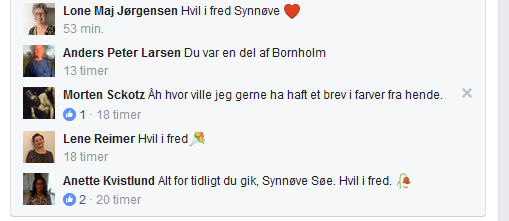 Lone Maj Jørgensen Hvil i fred Synnøve
53 min.
Anders Peter Larsen Du var en del af Bornholm
13 timer
Morten Sckotz Åh hvor ville jeg gerne ha haft et brev i farver fra hende.
1 · 18 timer
Lene Reimer Hvil i fred
18 timer
Anette Kvistlund Alt for tidligt du gik, Synnøve Søe. Hvil i fred.
2 · 20 timer